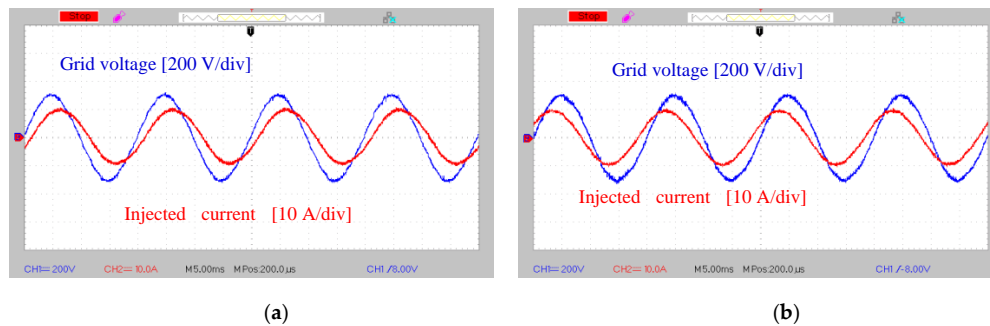 Stop
T
Grid voltage [200 V/div]
Injected current [10 A/div]
CH1= 200V CH2= 10.0A M 5.00ms M Pos:200.0µs CH1 / 8.00V
(a)
Stop
T
Grid voltage [200 V/div]
Injected current [10 A/div]
CH1= 200V CH2= 10.0A M 5.00ms M Pos:200.0µs CH1 / -8.00V
(b)